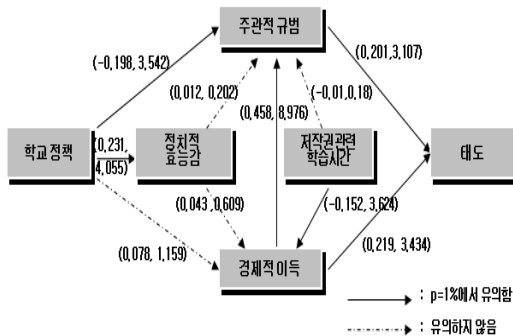 주관적 규범
(-0,198, 3,542)
(0,201,3,107)
(0,012, 0,202)
(-0,01,0,18)
(0,458, 8,976)
학교 정책
(0,231,
4,055)
정치적
효능감
저작권관련
학습시간
태도
(0,043, 0,609)
(-0,152, 3,624)
(0,078, 1,159)
경제적 이득
(0,219, 3,434)
: p=1%에서 유의함
: 유의하지 않음